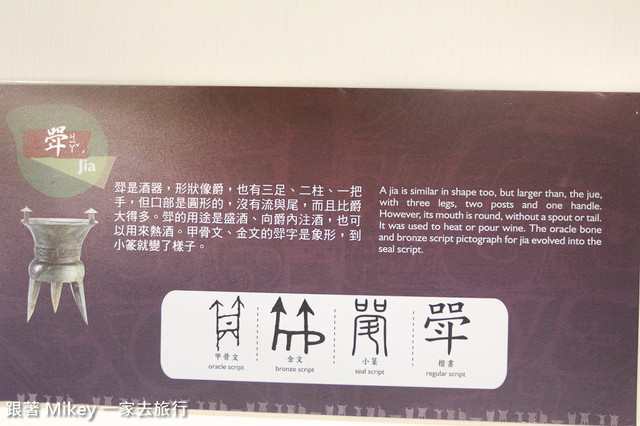 斝 ㄐㄧㄚˇ
Jia
斝是酒器，形狀像爵，也有三足、二柱、一把
手，但口部是圓形的，沒有流與尾，而且比爵
大得多。斝的用途是盛酒、向爵內注酒，也可
以用來熱酒。甲骨文、金文的斝字是象形，到
小篆就變了樣子。
A jia is similar in shape too, but larger than, the jue,
with three legs, two posts and one handle.
However, its mouth is round, without a spout or tail.
It was used to heat or pour wine. The oracle bone
and bronze script pictograph for jia evolved into the
seal script.
斝
甲骨文 金文 小篆 楷書
oracle script bronze script seal script regular script
跟著 Mikey 一家去旅行